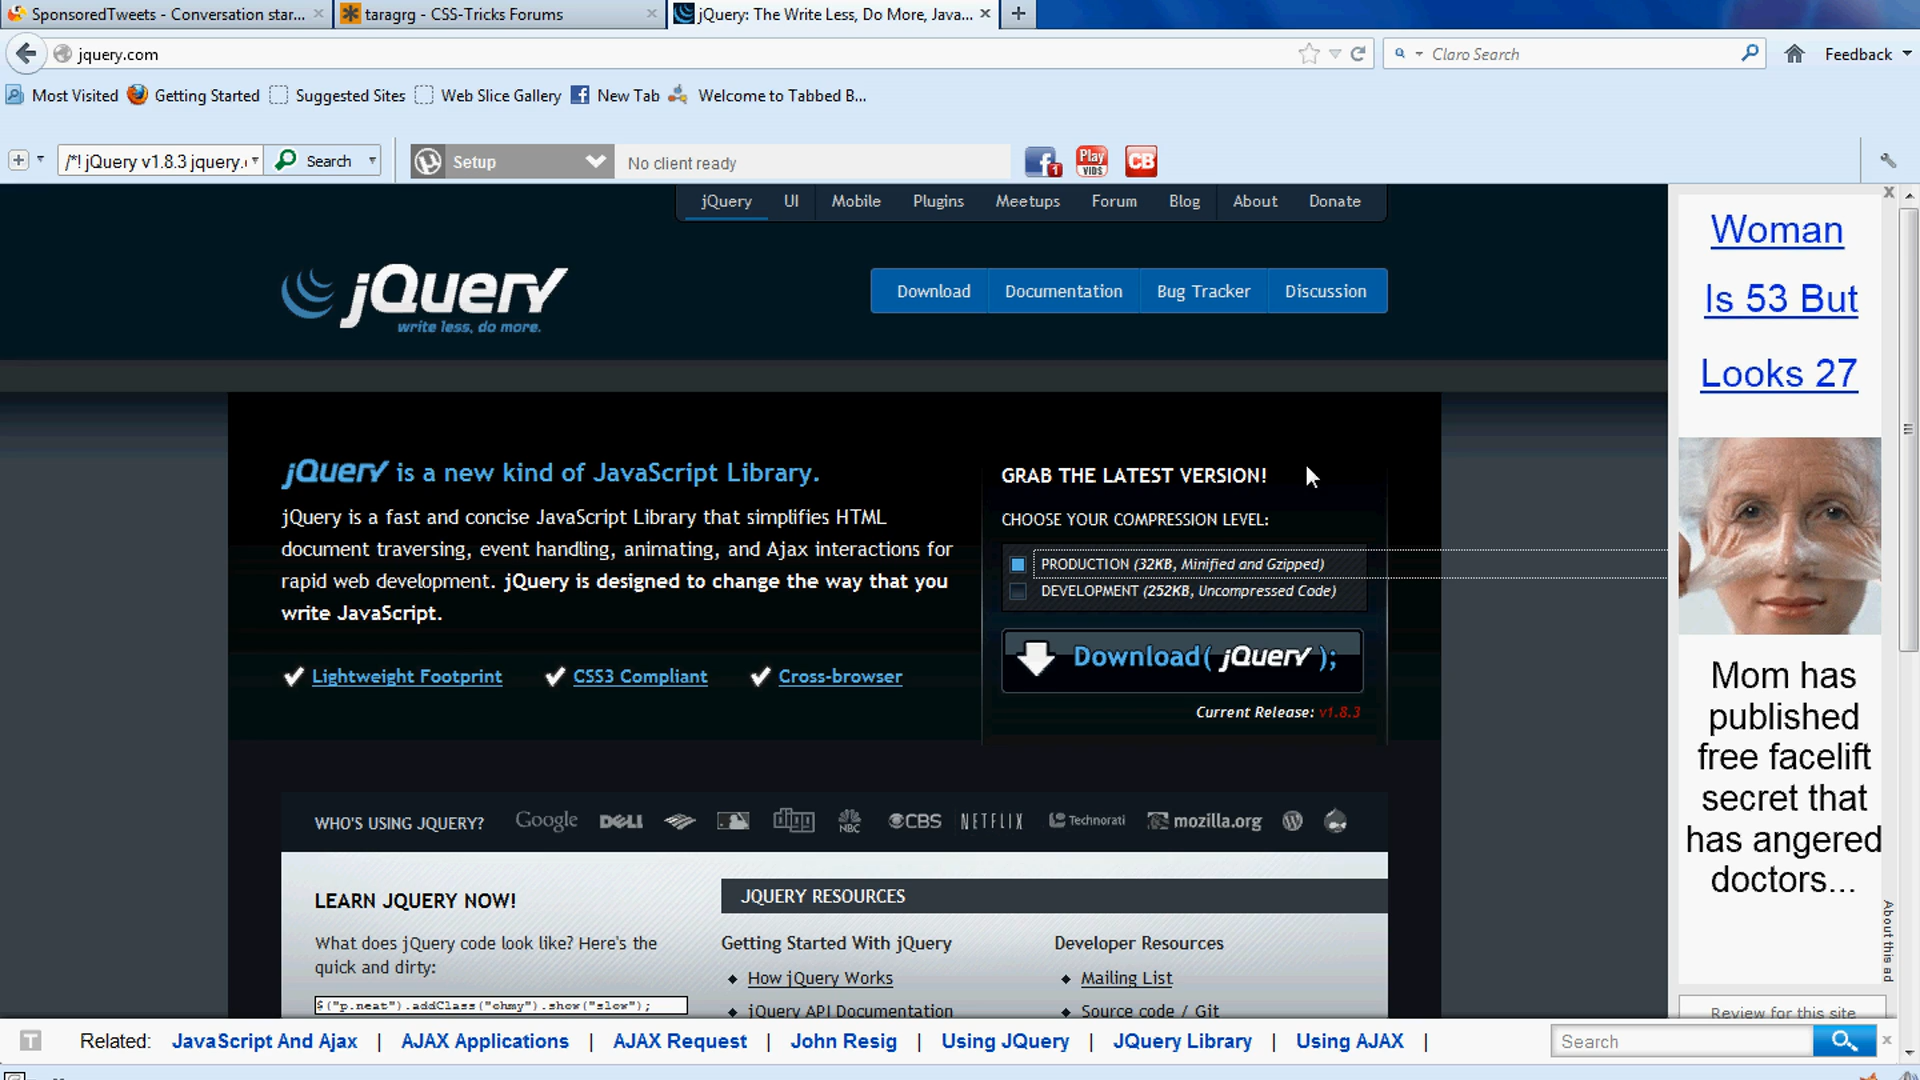 SponsoredTweets - Conversation star...
taragrg - CSS-Tricks Forums
jQuery: The Write Less, Do More, Java...
jquery.com
Claro Search
Feedback
Most Visited
Getting Started
Suggested Sites
Web Slice Gallery
New Tab
Welcome to Tabbed B...
/*! jQuery v1.8.3 jquery.
Search
Setup
No client ready
1
Play VIDS
CB
jQuery
UI
Mobile
Plugins
Meetups
Forum
Blog
About
Donate
jQuery
write less, do more.
Download
Documentation
Bug Tracker
Discussion
jQuery is a new kind of JavaScript Library.
jQuery is a fast and concise JavaScript Library that simplifies HTML
document traversing, event handling, animating, and Ajax interactions for
rapid web development. jQuery is designed to change the way that you
write JavaScript.
Lightweight Footprint
CSS3 Compliant
Cross-browser
GRAB THE LATEST VERSION!
CHOOSE YOUR COMPRESSION LEVEL:
PRODUCTION (32KB, Minified and Gzipped)
DEVELOPMENT (252KB, Uncompressed Code)
Download( jQuery );
Current Release: v1.8.3
WHO'S USING JQUERY?
Google
DELL
digg
NBC
CBS
NETFLIX
Technorati
mozilla.org
LEARN JQUERY NOW!
What does jQuery code look like? Here's the
quick and dirty:
$("p.neat").addClass("ohmy").show("slow");
JQUERY RESOURCES
Getting Started With jQuery
How jQuery Works
jQuery API Documentation
Developer Resources
Mailing List
Source code / Git
Woman
Is 53 But
Looks 27
Mom has
published
free facelift
secret that
has angered
doctors...
About this ad
Review for this site
Related:
JavaScript And Ajax |
AJAX Applications |
AJAX Request |
John Resig |
Using JQuery |
JQuery Library |
Using AJAX |
Search